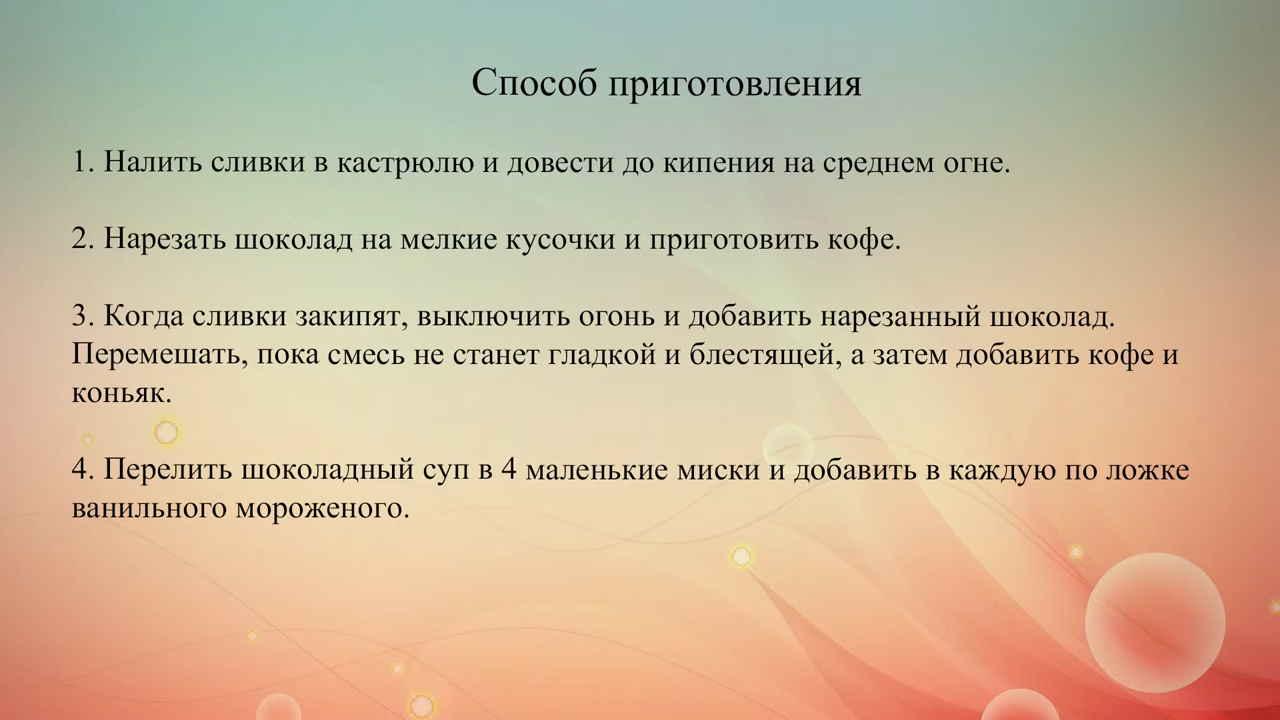 Способ приготовления
1. Налить сливки в кастрюлю и довести до кипения на среднем огне.
2. Нарезать шоколад на мелкие кусочки и приготовить кофе.
3. Когда сливки закипят, выключить огонь и добавить нарезанный шоколад.
Перемешать, пока смесь не станет гладкой и блестящей, а затем добавить кофе и
коньяк.
4. Перелить шоколадный суп в 4 маленькие миски и добавить в каждую по ложке
ванильного мороженого.